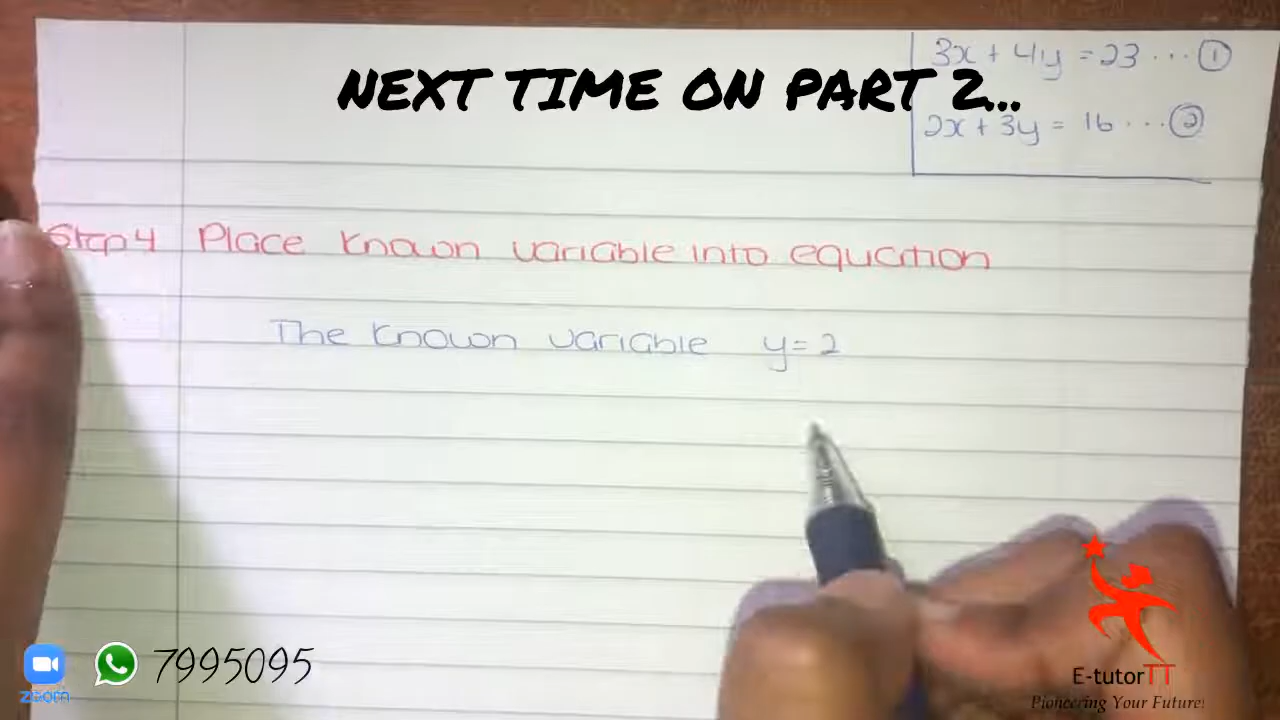 3x + 4y = 23 ... ①
NEXT TIME ON PART 2...
2x + 3y = 16 ... ②
Step 4 Place known variable into equation
The known variable y = 2
zoom
7995095
E-tutorTT
Pioneering Your Future!